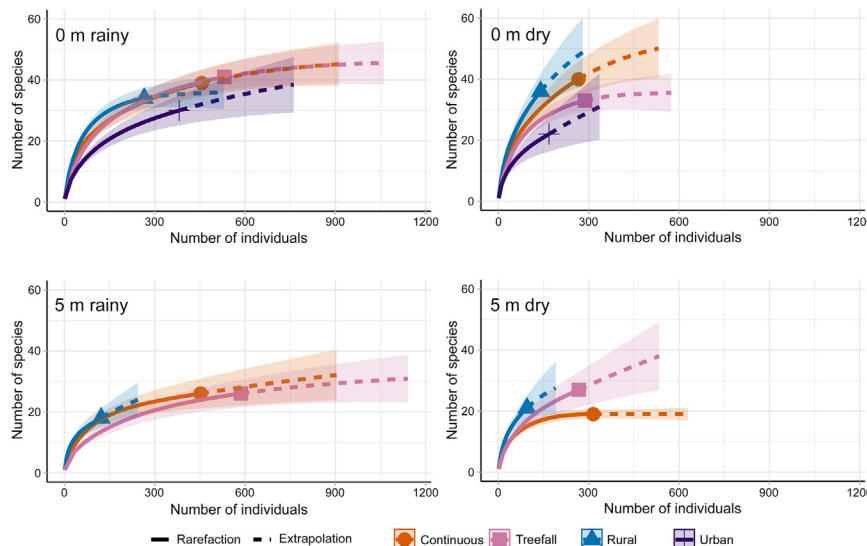 0 m rainy
Number of species
60
40
20
0
0
300
600
900
1200
Number of individuals
0 m dry
Number of species
60
40
20
0
0
300
600
900
1200
Number of individuals
5 m rainy
Number of species
60
40
20
0
0
300
600
900
1200
Number of individuals
5 m dry
Number of species
60
40
20
0
0
300
600
900
1200
Number of individuals
Rarefaction Extrapolation Continuous Treefall Rural Urban